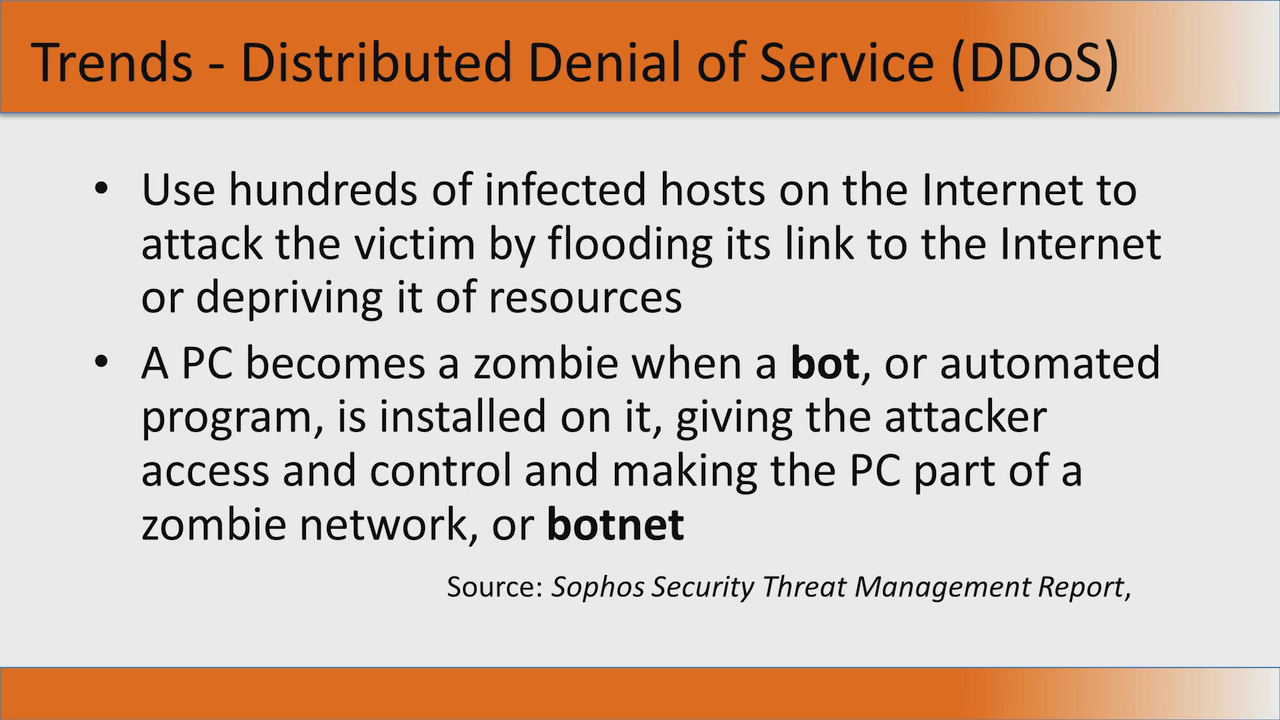 Trends - Distributed Denial of Service (DDoS)
• Use hundreds of infected hosts on the Internet to
attack the victim by flooding its link to the Internet
or depriving it of resources
• A PC becomes a zombie when a bot, or automated
program, is installed on it, giving the attacker
access and control and making the PC part of a
zombie network, or botnet
Source: Sophos Security Threat Management Report,